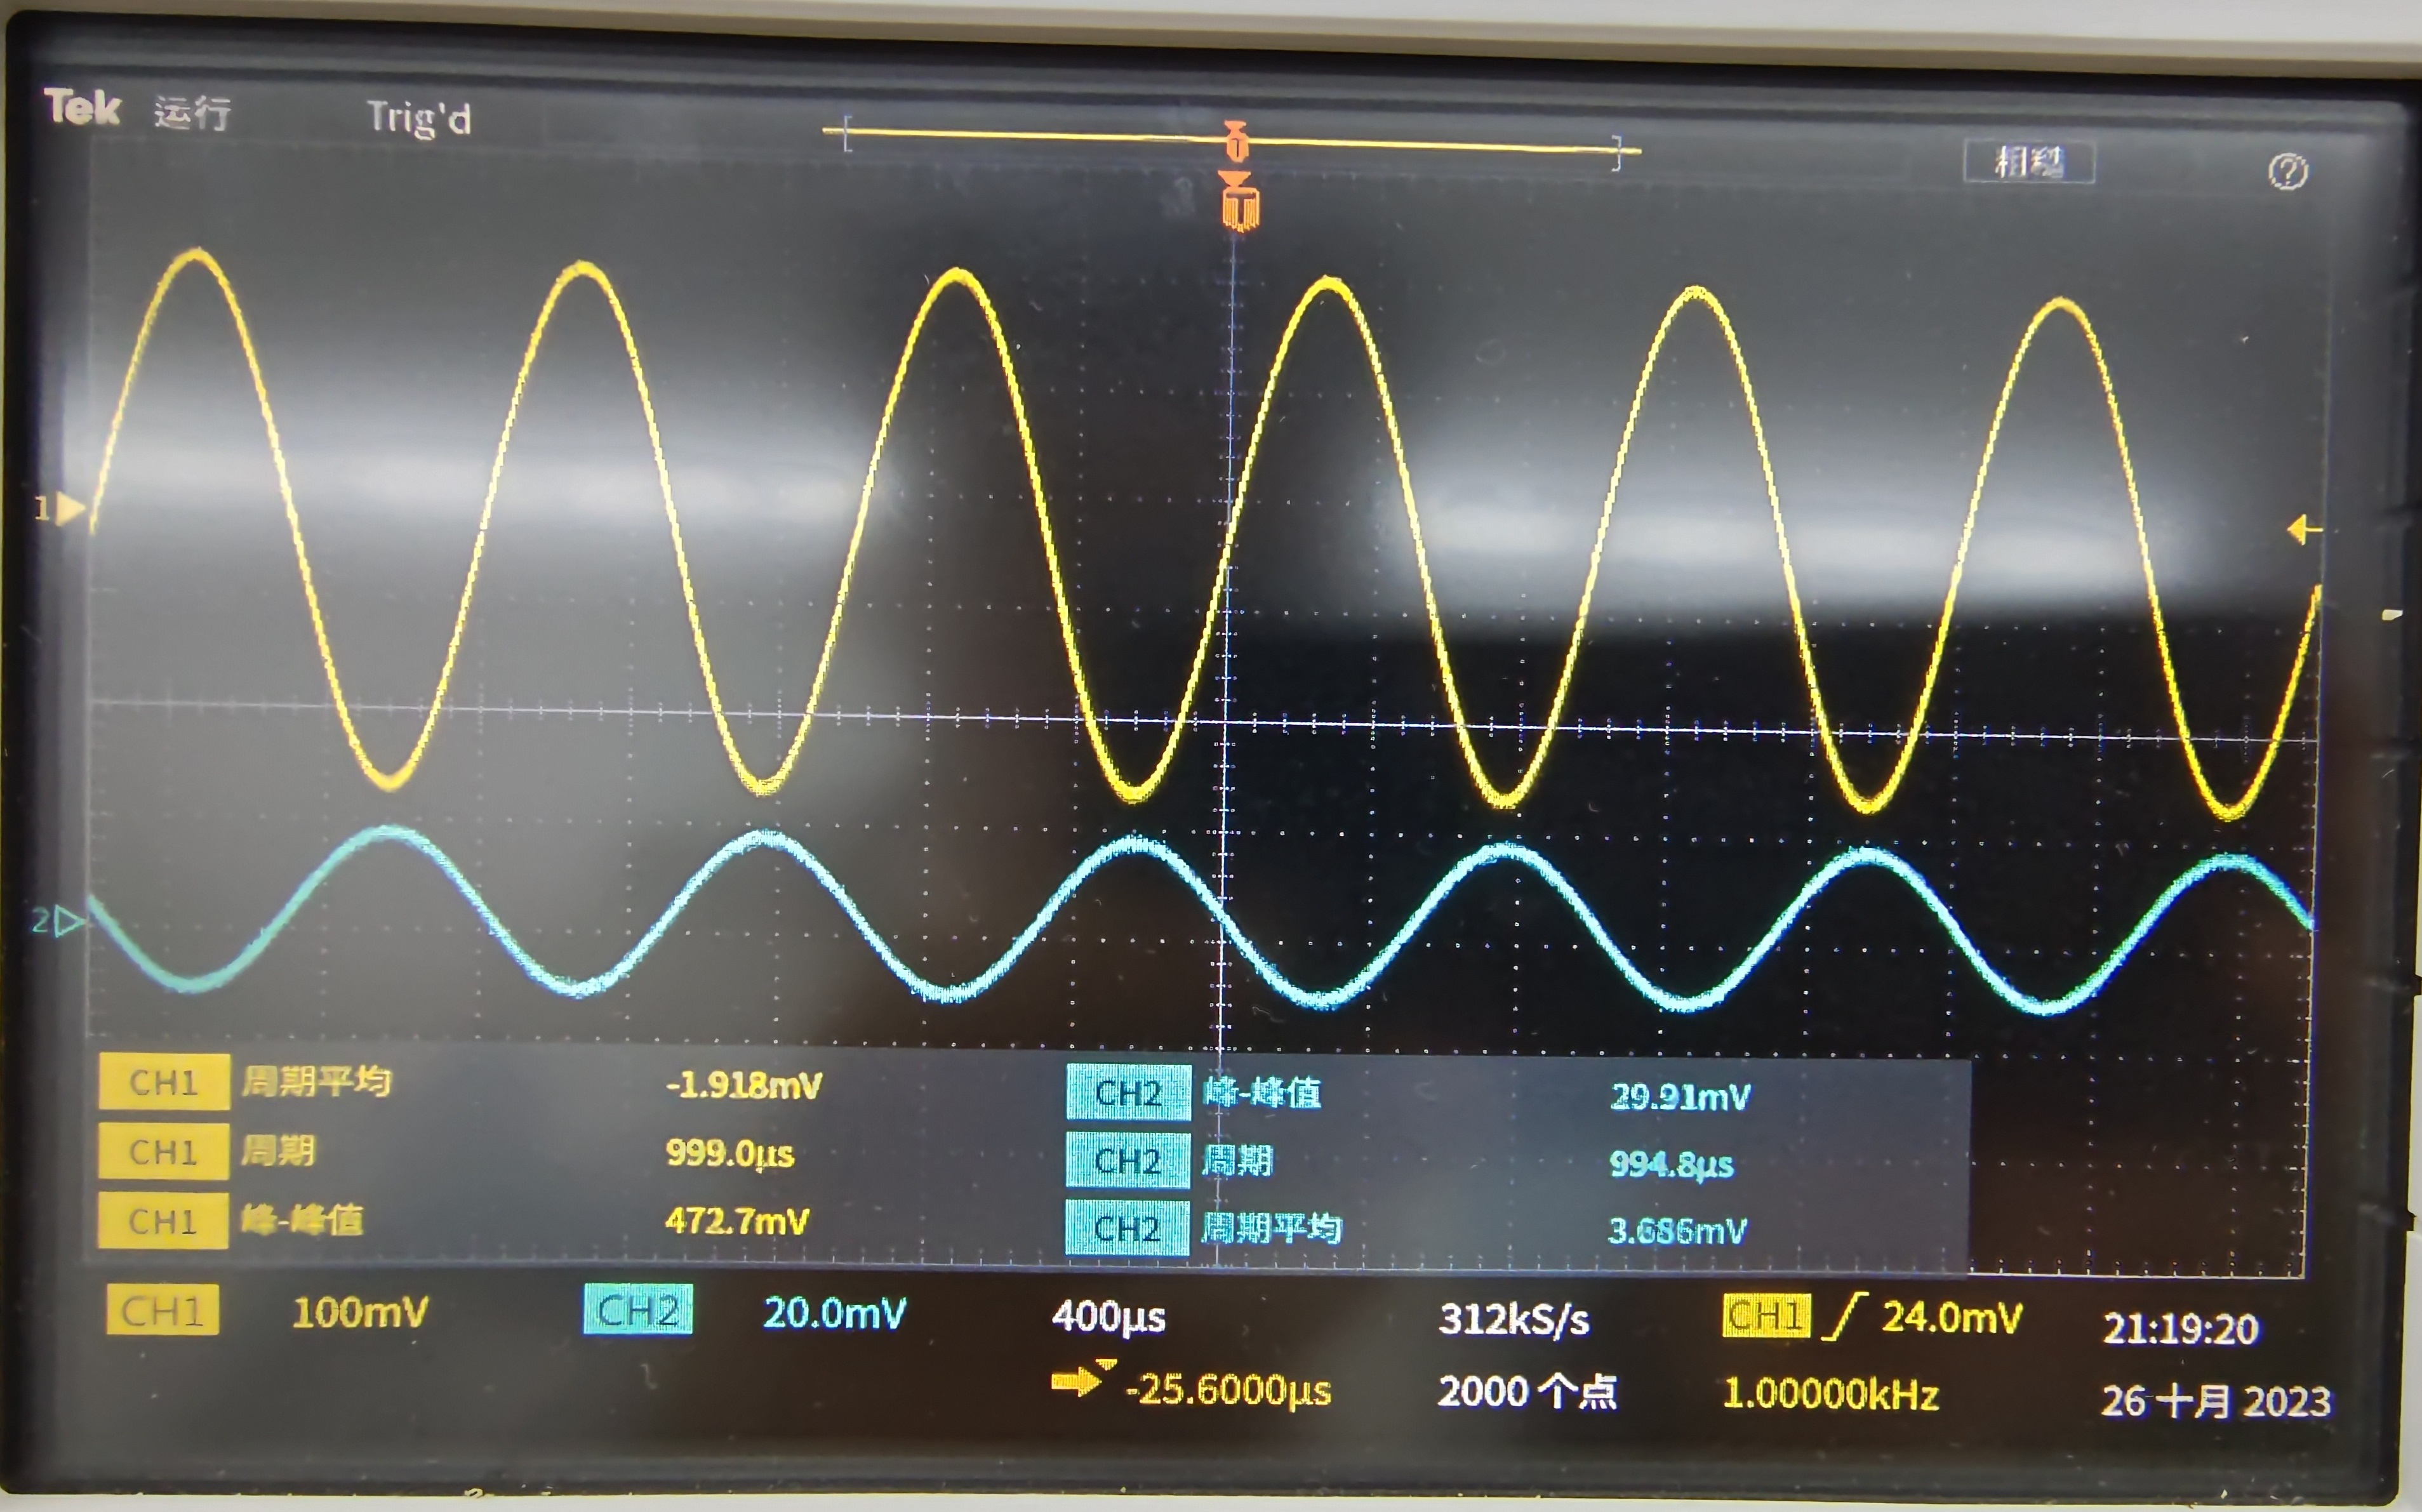 Tek 运行 Trig'd 粗糙 ?
T
T
1
2
CH1 周期平均 -1.918mV CH2 峰-峰值 29.91mV
CH1 周期 999.0μs CH2 周期 994.8μs
CH1 峰-峰值 472.7mV CH2 周期平均 3.686mV
CH1 100mV CH2 20.0mV 400μs 312kS/s CH1 24.0mV 21:19:20
-25.6000μs 2000 个点 1.00000kHz 26 十月 2023